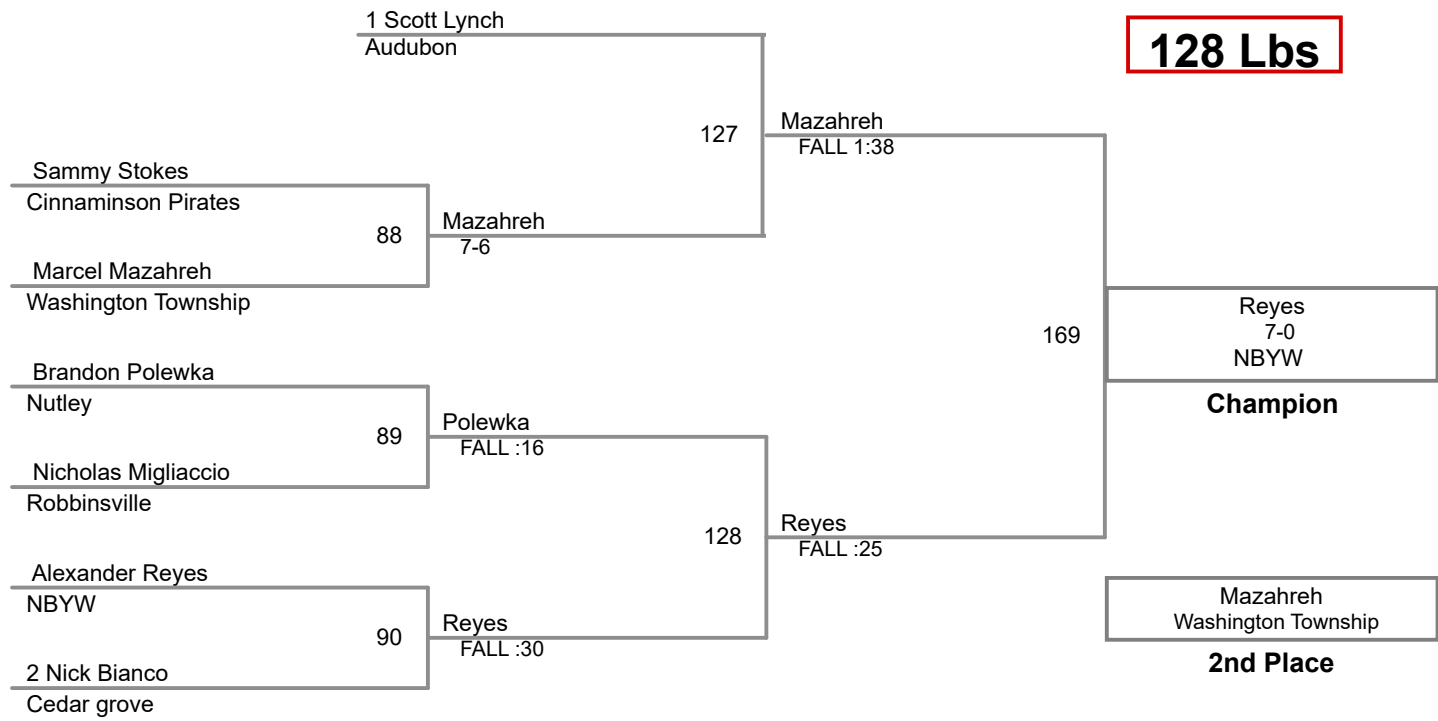 1 Scott Lynch
Audubon
128 Lbs
127
Mazahreh
FALL 1:38
Sammy Stokes
Cinnaminson Pirates
88
Mazahreh
7-6
Marcel Mazahreh
Washington Township
169
Reyes
7-0
NBYW
Champion
Brandon Polewka
Nutley
89
Polewka
FALL :16
Nicholas Migliaccio
Robbinsville
128
Reyes
FALL :25
Alexander Reyes
NBYW
90
Reyes
FALL :30
2 Nick Bianco
Cedar grove
Mazahreh
Washington Township
2nd Place